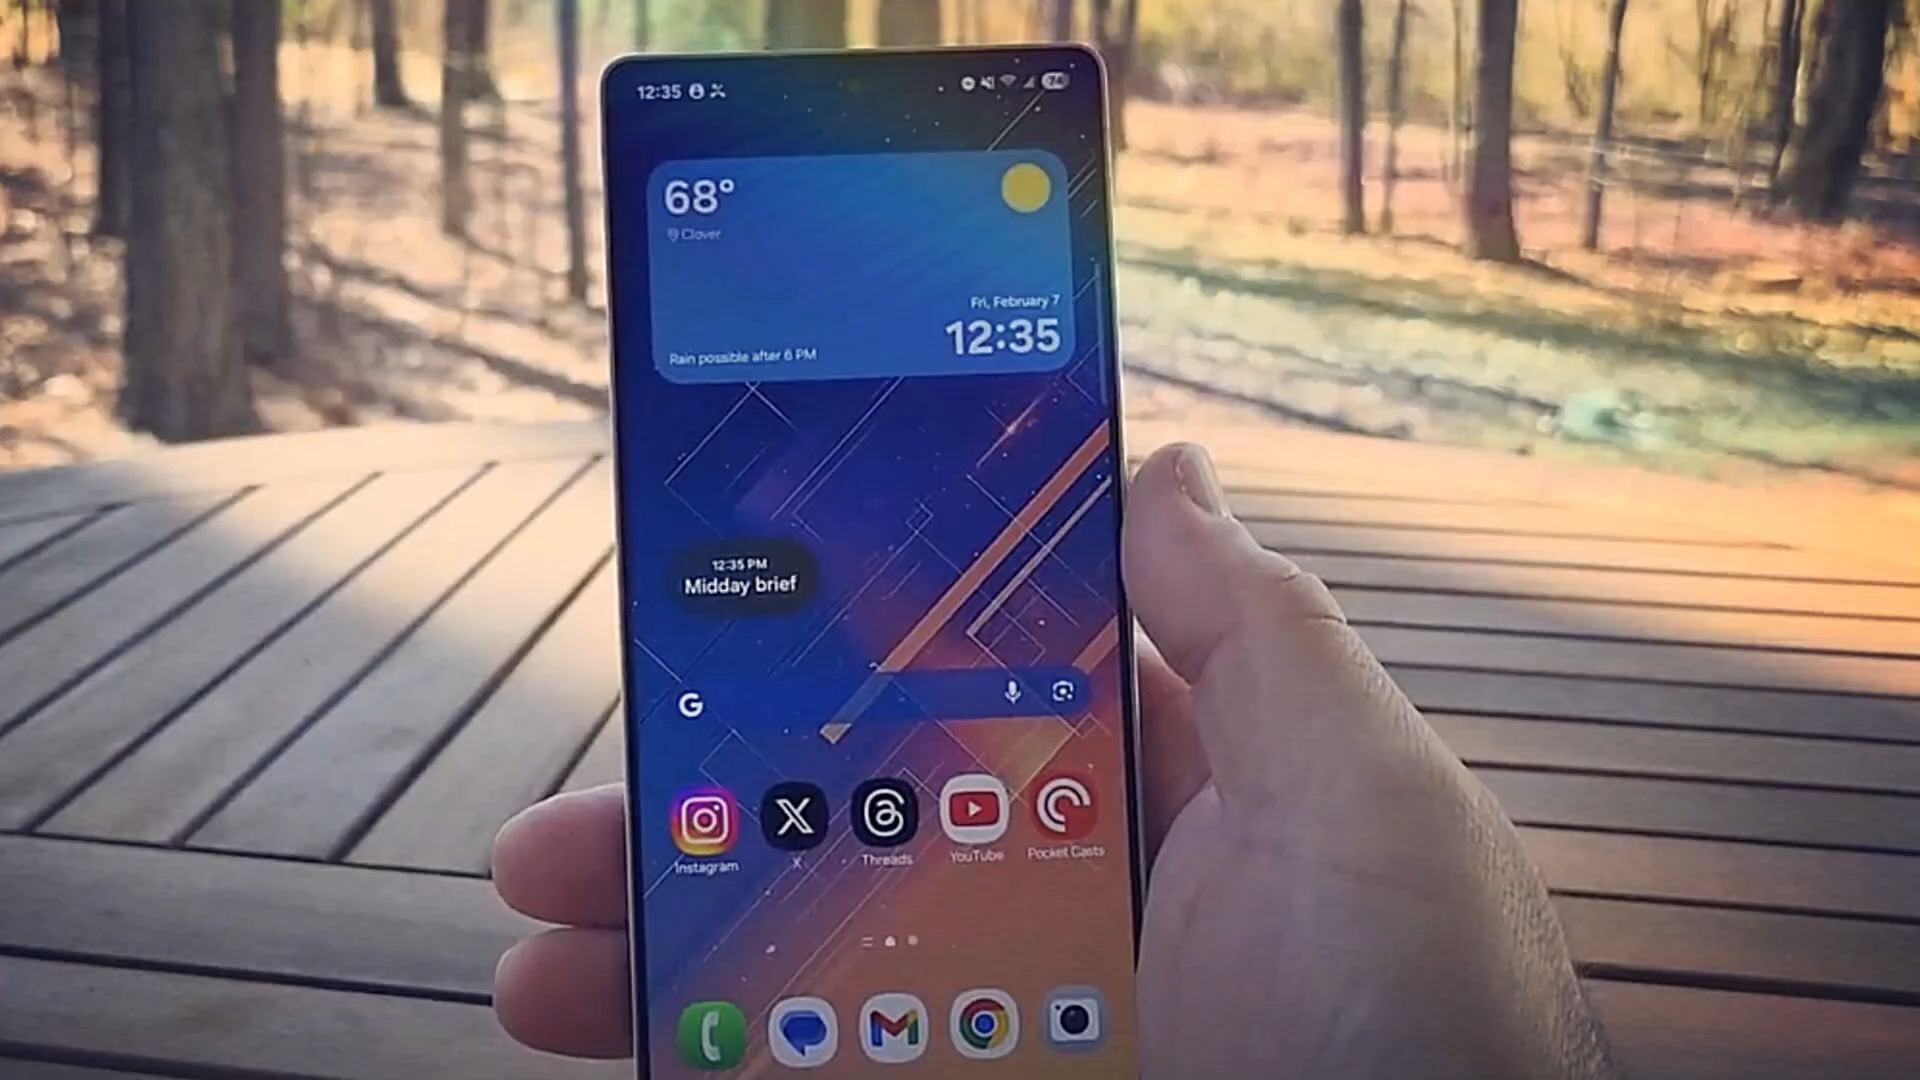 12:35
74
68°
Clover
Fri, February 7
12:35
Rain possible after 6 PM
12:35 PM
Midday brief
G
Instagram
X
Threads
YouTube
Pocket Casts